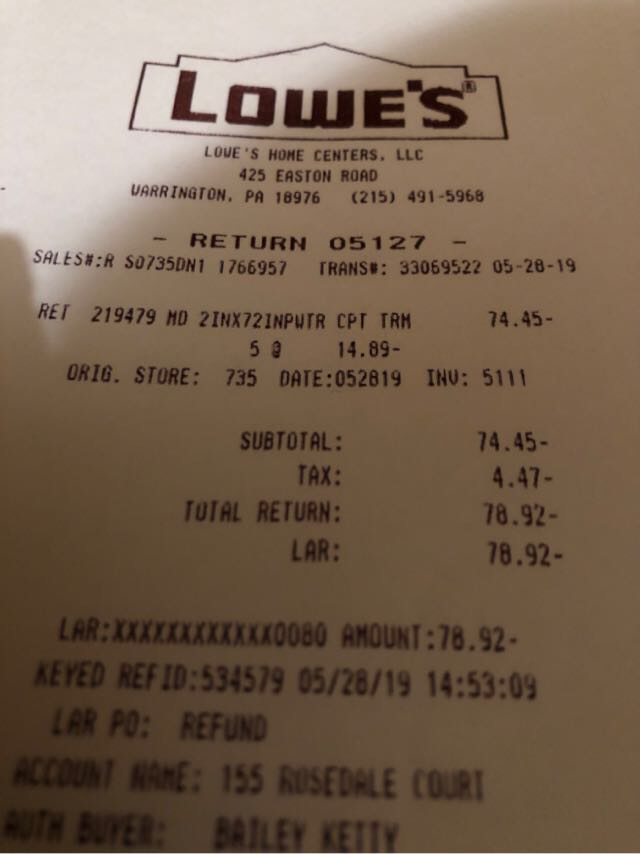 LOWE'S®
LOWE'S HOME CENTERS, LLC
425 EASTON ROAD
WARRINGTON, PA 18976 (215) 491-5968
- RETURN 05127 -
SALES#:R S0735DN1 1766957 TRANS#: 33069522 05-28-19
RET 219479 MD 2INX72INPWTR CPT TRM 74.45-
5 @ 14.89-
ORIG. STORE: 735 DATE:052819 INV: 5111
SUBTOTAL: 74.45-
TAX: 4.47-
TOTAL RETURN: 78.92-
LAR: 78.92-
LAR:XXXXXXXXXXXX0080 AMOUNT:78.92-
KEYED REFID:534579 05/28/19 14:53:09
LAR PO: REFUND
ACCOUNT NAME: 155 ROSEDALE COURT
AUTH BUYER: BAILEY KETTY